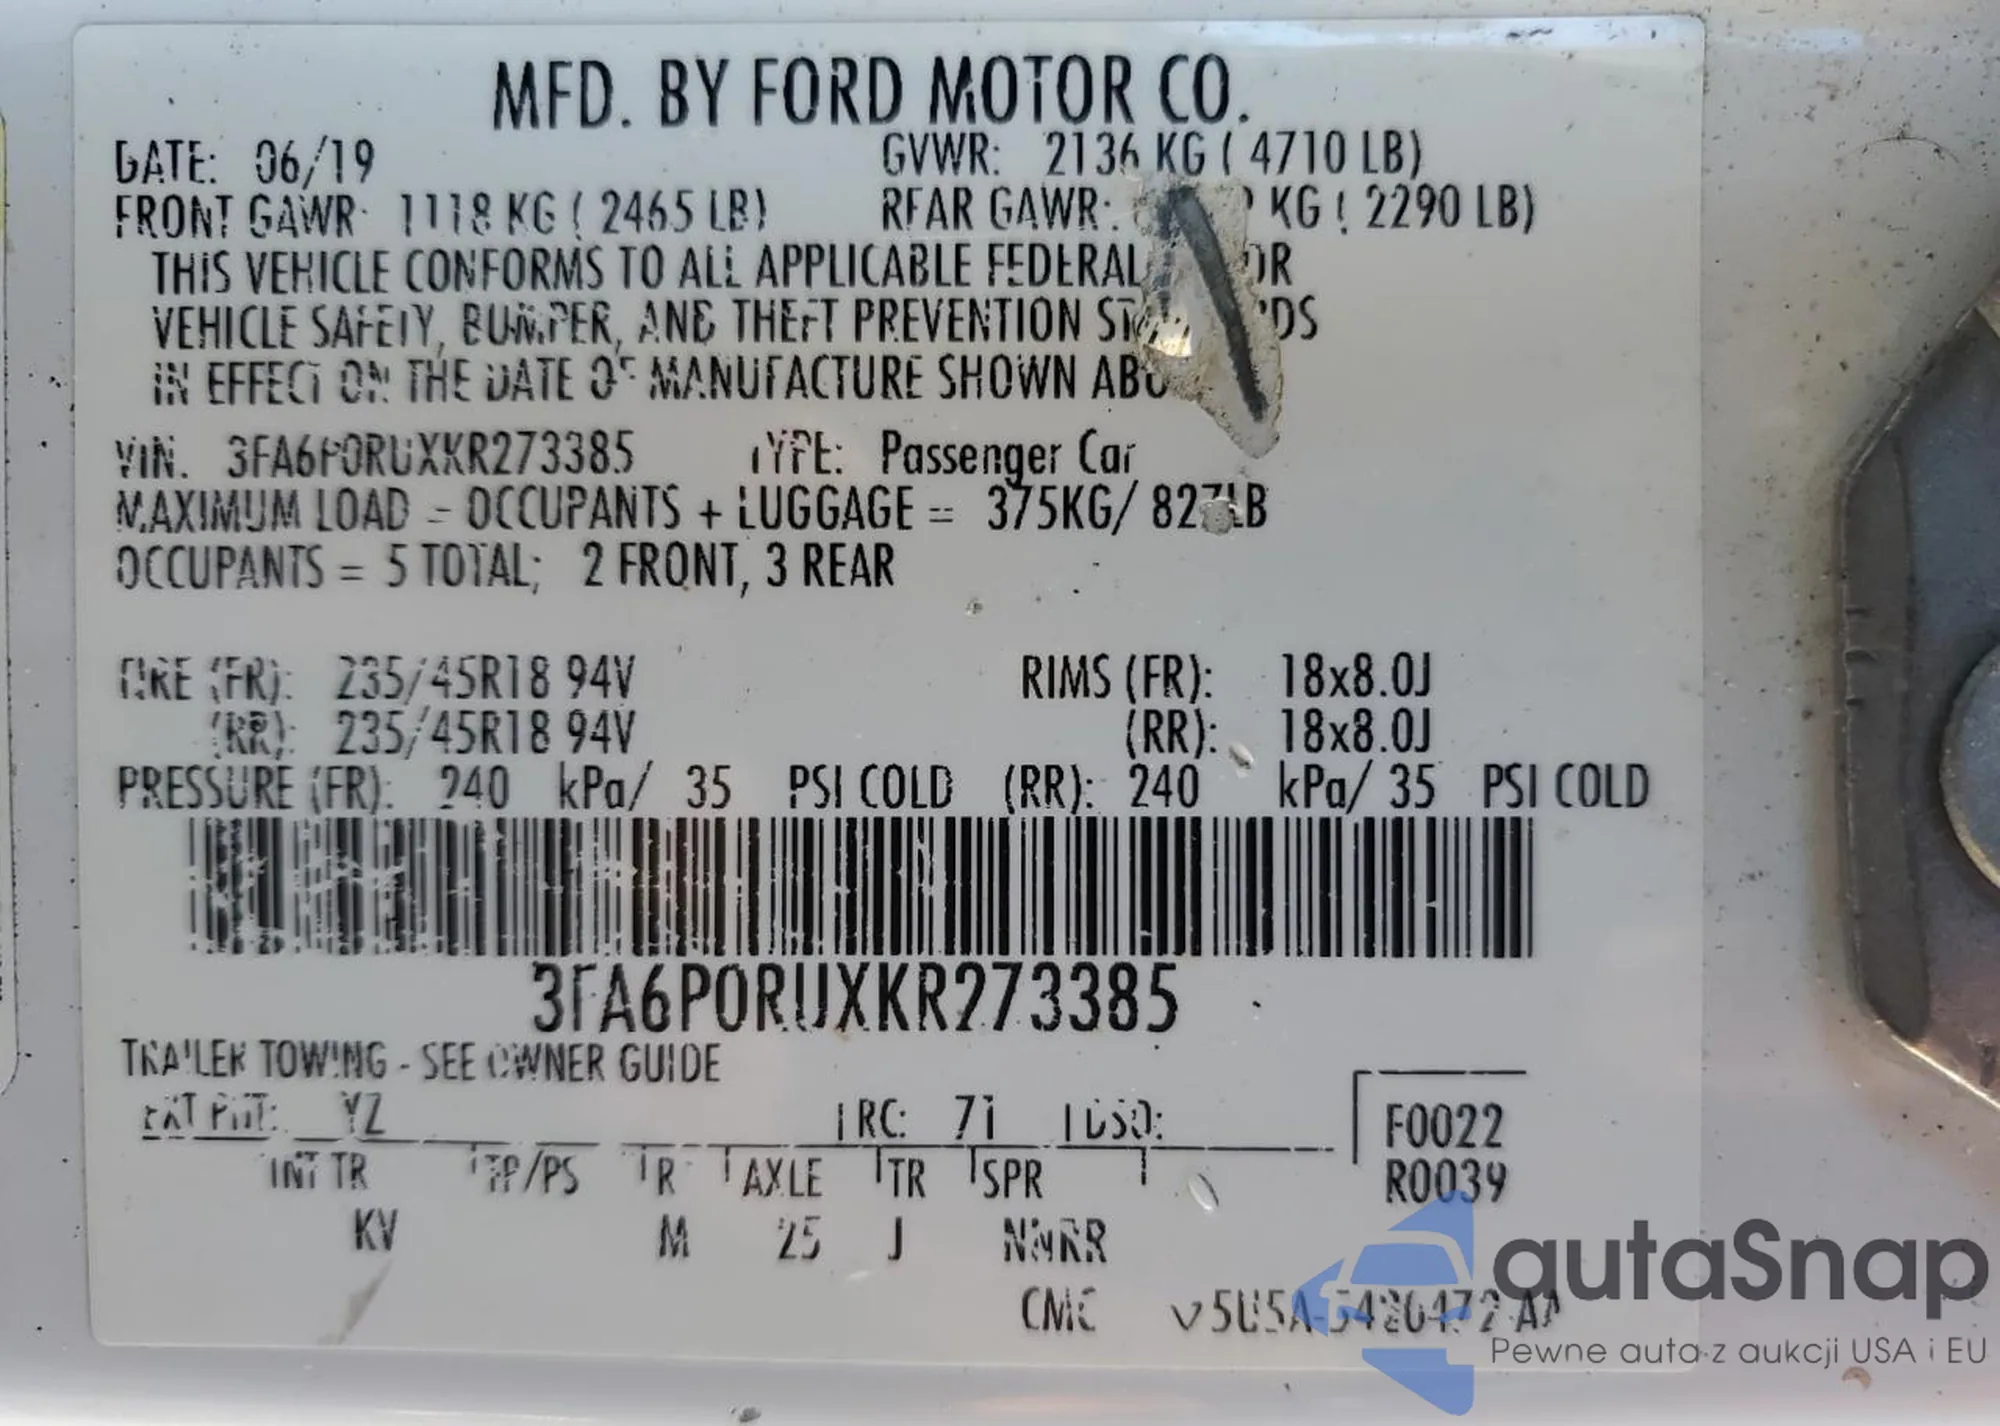 MFD. BY FORD MOTOR CO.
DATE: 06/19 GVWR: 2136 KG ( 4710 LB)
FRONT GAWR: 1118 KG ( 2465 LB) REAR GAWR: KG ( 2290 LB)
THIS VEHICLE CONFORMS TO ALL APPLICABLE FEDERAL
VEHICLE SAFETY, BUMPER, AND THEFT PREVENTION
IN EFFECT ON THE DATE OF MANUFACTURE SHOWN
VIN: 3FA6P0RUXKR273385 TYPE: Passenger Car
MAXIMUM LOAD = OCCUPANTS + LUGGAGE = 375KG/ 827LB
OCCUPANTS = 5 TOTAL; 2 FRONT, 3 REAR
TIRE (FR): 235/45R18 94V RIMS (FR): 18x8.0J
(RR): 235/45R18 94V (RR): 18x8.0J
PRESSURE (FR): 240 kPa/ 35 PSI COLD (RR): 240 kPa/ 35 PSI COLD
3FA6P0RUXKR273385
TRAILER TOWING - SEE OWNER GUIDE
EXT PNT: YZ RC: 71 DSO: F0022
INT TR TP/PS R AXLE TR SPR R0039
KV M 25 J
CMC
autaSnap
Pewne auta z aukcji USA i EU